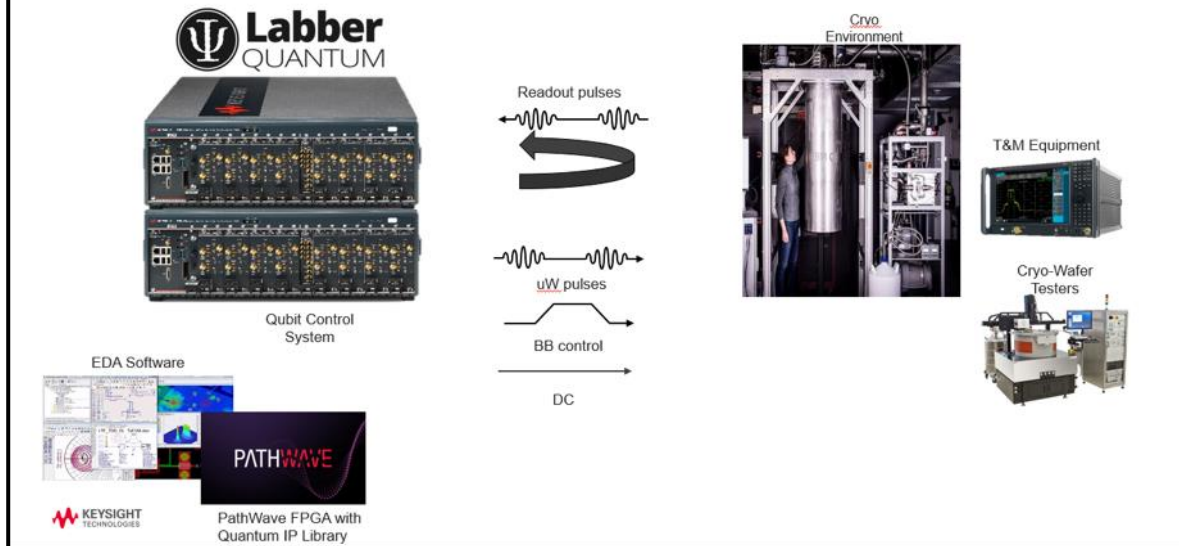 Labber
QUANTUM
KEYSIGHT
Qubit Control
System
Readout pulses
uW pulses
BB control
DC
Cryo
Environment
T&M Equipment
Cryo-Wafer
Testers
EDA Software
PATHWAVE
KEYSIGHT
TECHNOLOGIES
PathWave FPGA with
Quantum IP Library